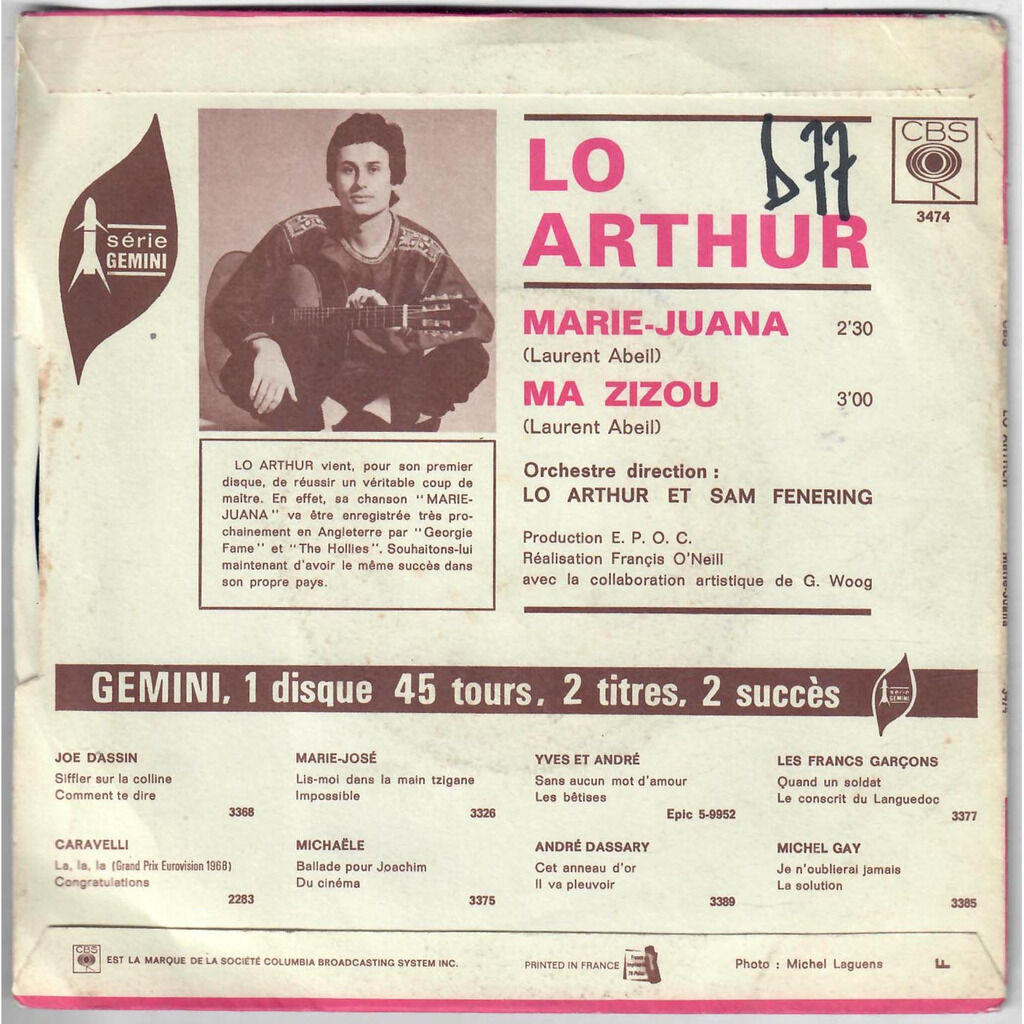 LO
ARTHUR
b77
CBS
3474
série
GEMINI
MARIE-JUANA 2'30
(Laurent Abeil)
MA ZIZOU 3'00
(Laurent Abeil)
Orchestre direction :
LO ARTHUR ET SAM FENERING
Production E. P. O. C.
Réalisation Françis O'Neill
avec la collaboration artistique de G. Woog
LO ARTHUR vient, pour son premier
disque, de réussir un véritable coup de
maître. En effet, sa chanson "MARIE-
JUANA" va être enregistrée très pro-
chainement en Angleterre par "Georgie
Fame" et "The Hollies". Souhaitons-lui
maintenant d'avoir le même succès dans
son propre pays.
GEMINI, 1 disque 45 tours, 2 titres, 2 succès
série
GEMINI
JOE DASSIN
Siffler sur la colline
Comment te dire
3368
MARIE-JOSÉ
Lis-moi dans la main tzigane
Impossible
3326
YVES ET ANDRÉ
Sans aucun mot d'amour
Les bêtises
Epic 5-9952
LES FRANCS GARÇONS
Quand un soldat
Le conscrit du Languedoc
3377
CARAVELLI
La, la, la (Grand Prix Eurovision 1968)
Congratulations
2283
MICHAËLE
Ballade pour Joachim
Du cinéma
3375
ANDRÉ DASSARY
Cet anneau d'or
Il va pleuvoir
3389
MICHEL GAY
Je n'oublierai jamais
La solution
3385
CBS
EST LA MARQUE DE LA SOCIÉTÉ COLUMBIA BROADCASTING SYSTEM INC.
PRINTED IN FRANCE
Photo : Michel Laguens